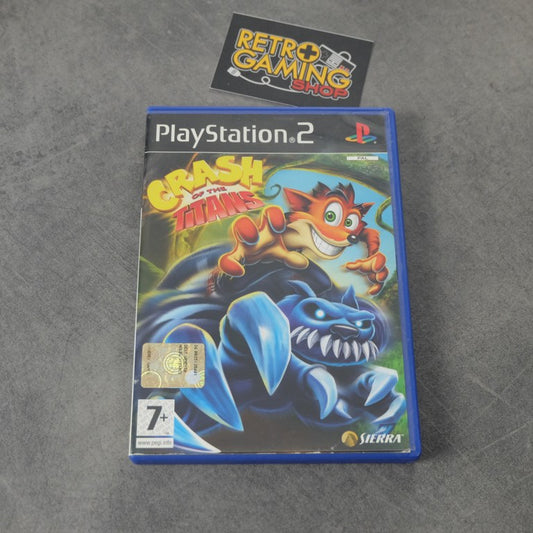 RETRO
GAMING
SHOP
PlayStation®2
PAL
CRASH
OF THE
TITANS
7+
www.pegi.info
SIERRA